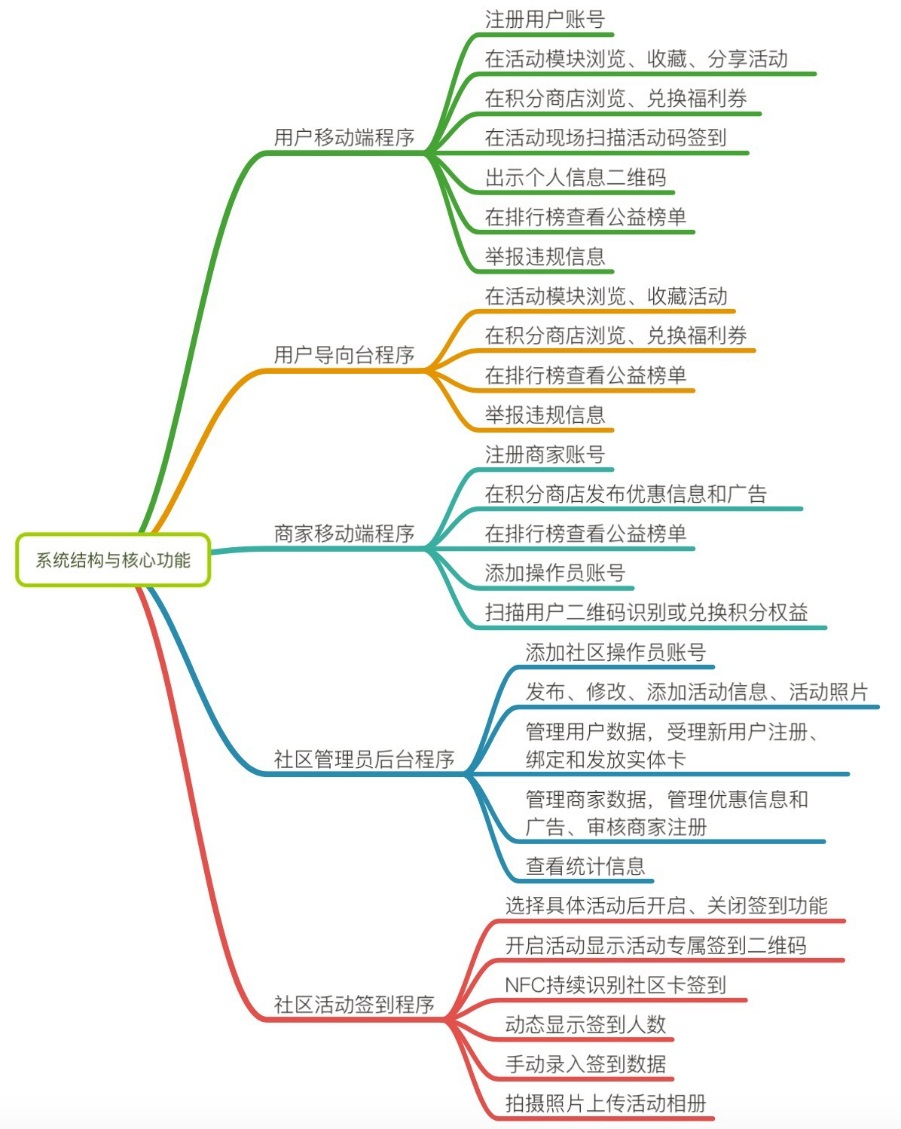 系统结构与核心功能
用户移动端程序
注册用户账号
在活动模块浏览、收藏、分享活动
在积分商店浏览、兑换福利券
在活动现场扫描活动码签到
出示个人信息二维码
在排行榜查看公益榜单
举报违规信息
用户导向台程序
在活动模块浏览、收藏活动
在积分商店浏览、兑换福利券
在排行榜查看公益榜单
举报违规信息
商家移动端程序
注册商家账号
在积分商店发布优惠信息和广告
在排行榜查看公益榜单
添加操作员账号
扫描用户二维码识别或兑换积分权益
社区管理员后台程序
添加社区操作员账号
发布、修改、添加活动信息、活动照片
管理用户数据，受理新用户注册、
绑定和发放实体卡
管理商家数据，管理优惠信息和
广告、审核商家注册
查看统计信息
社区活动签到程序
选择具体活动后开启、关闭签到功能
开启活动显示活动专属签到二维码
NFC持续识别社区卡签到
动态显示签到人数
手动录入签到数据
拍摄照片上传活动相册